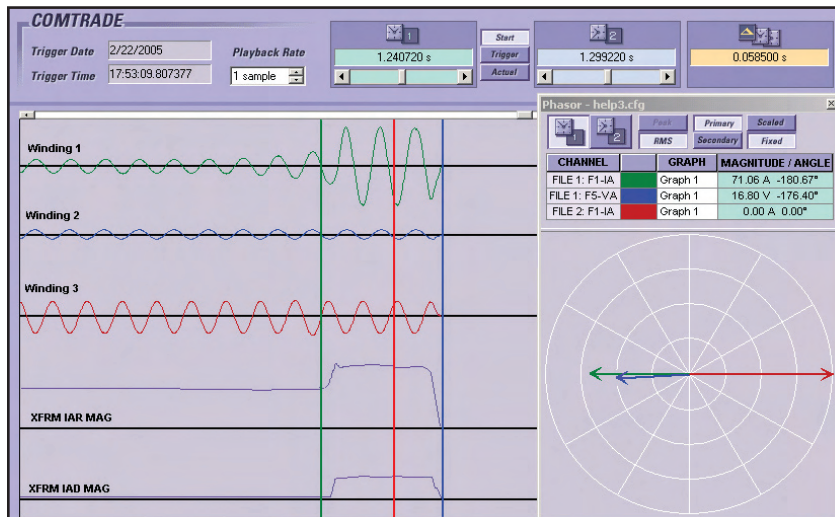 COMTRADE
Trigger Date 2/22/2005
Trigger Time 17:53:09.807377
Playback Rate
1 sample
1
1.240720 s
Start
Trigger
Actual
2
1.299220 s
0.058500 s
Winding 1
Winding 2
Winding 3
XFRM IAR MAG
XFRM IAD MAG
Phasor - help3.cfg
1
2
Peak Primary Scaled
RMS Secondary Fixed
CHANNEL GRAPH MAGNITUDE / ANGLE
FILE 1: F1-IA Graph 1 71.06 A -180.67°
FILE 1: F5-VA Graph 1 16.80 V -176.40°
FILE 2: F1-IA Graph 1 0.00 A 0.00°